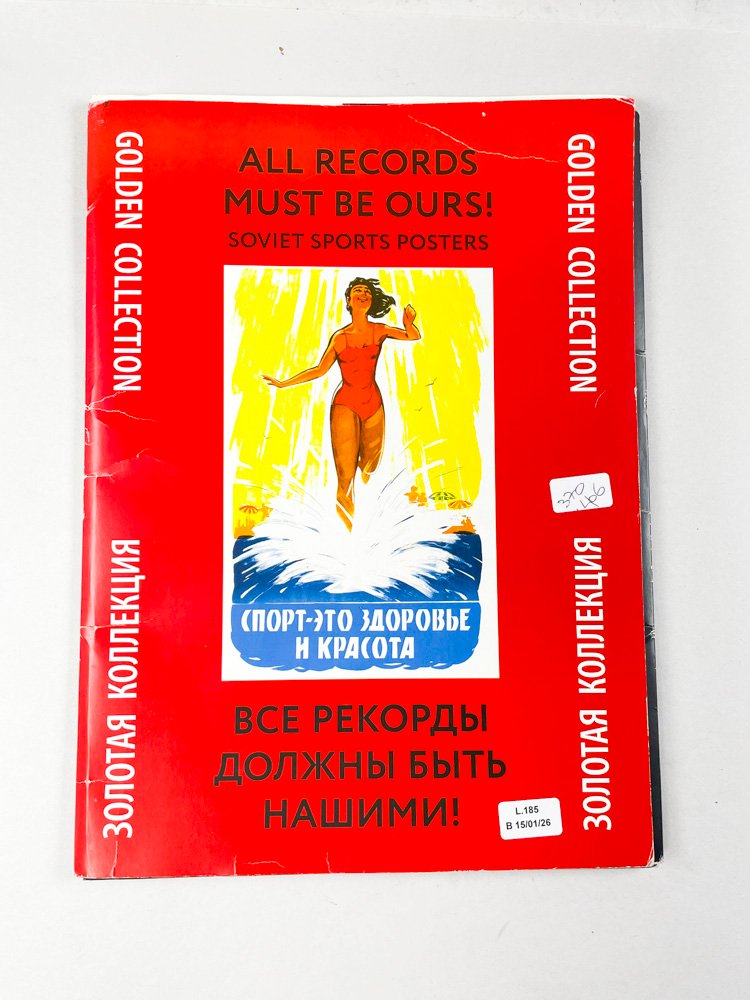 ALL RECORDS
MUST BE OURS!
SOVIET SPORTS POSTERS
GOLDEN COLLECTION
GOLDEN COLLECTION
СПОРТ-ЭТО ЗДОРОВЬЕ
И КРАСОТА
ЗОЛОТАЯ КОЛЛЕКЦИЯ
ЗОЛОТАЯ КОЛЛЕКЦИЯ
ВСЕ РЕКОРДЫ
ДОЛЖНЫ БЫТЬ
НАШИМИ!
L.185
B 15/01/26